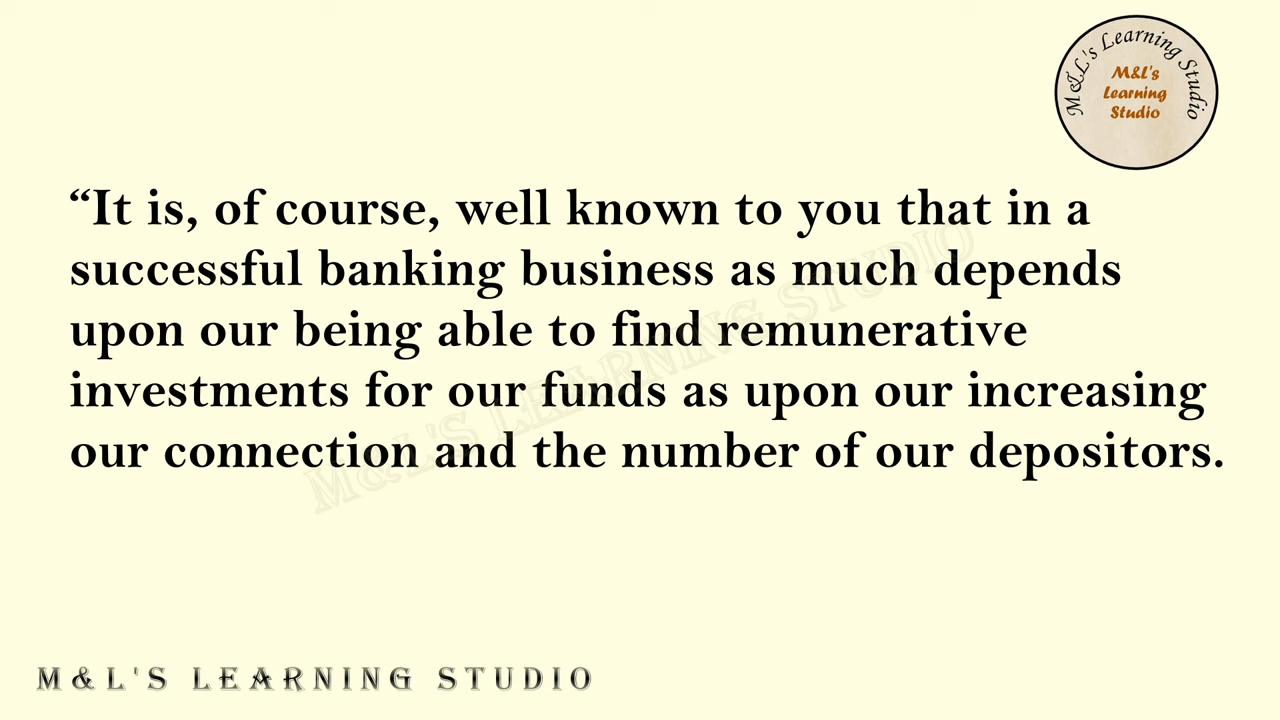 M&L's Learning Studio
M&L's
Learning
Studio
“It is, of course, well known to you that in a
successful banking business as much depends
upon our being able to find remunerative
investments for our funds as upon our increasing
our connection and the number of our depositors.
M&L'S LEARNING STUDIO
M&L'S LEARNING STUDIO